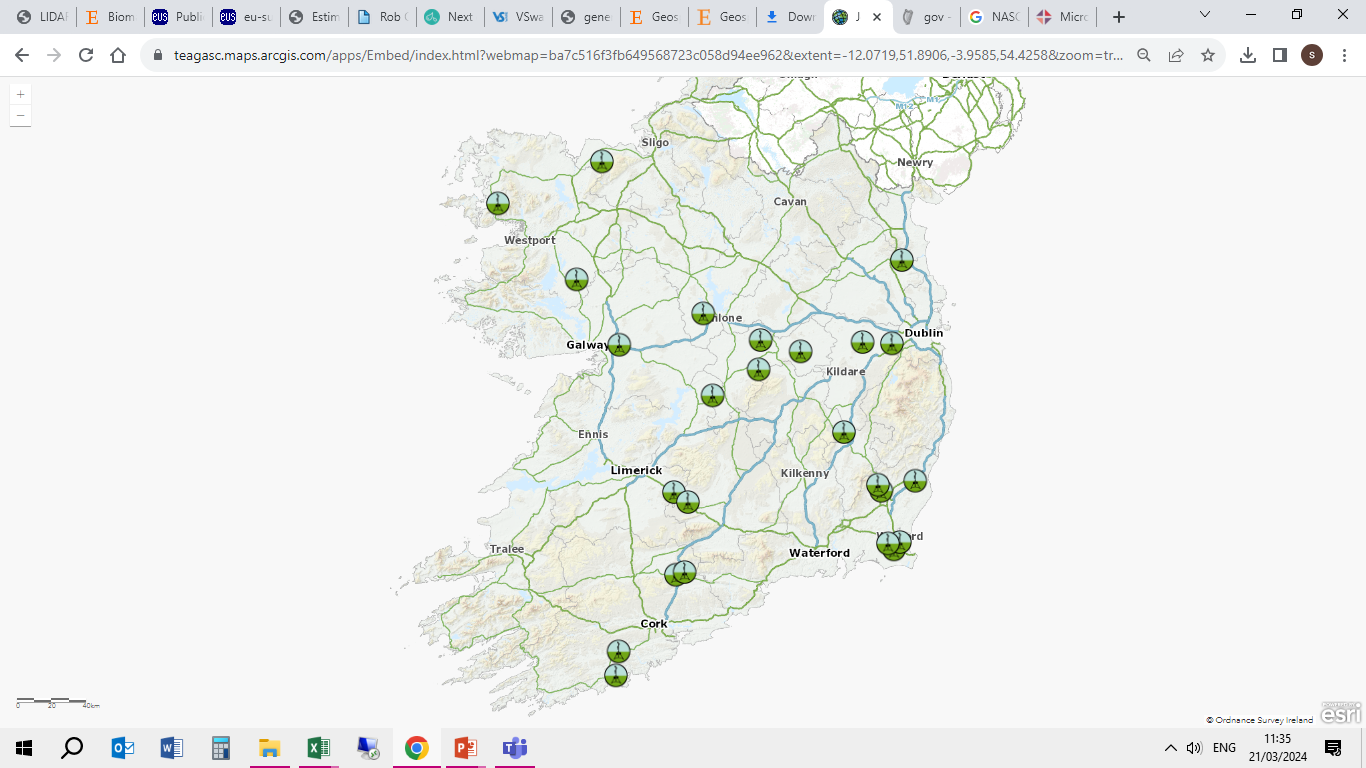 LIDAF
Biom
Publi
eu-su
Estim
Rob (
Next
VSwa
gene
Geos
Geos
Down
J
gov -
NASC
Micro
teagasc.maps.arcgis.com/apps/Embed/index.html?webmap=ba7c516f3fb649568723c058d94ee962&extent=-12.0719,51.8906,-3.9585,54.4258&zoom=tr...
S
+
−
M12
M1
Sligo
Newry
Cavan
Westport
hlone
Dublin
Galway
Kildare
Ennis
Limerick
Kilkenny
rd
Tralee
Waterford
Cork
0 20 40km
© Ordnance Survey Ireland
esri
ENG
11:35
21/03/2024